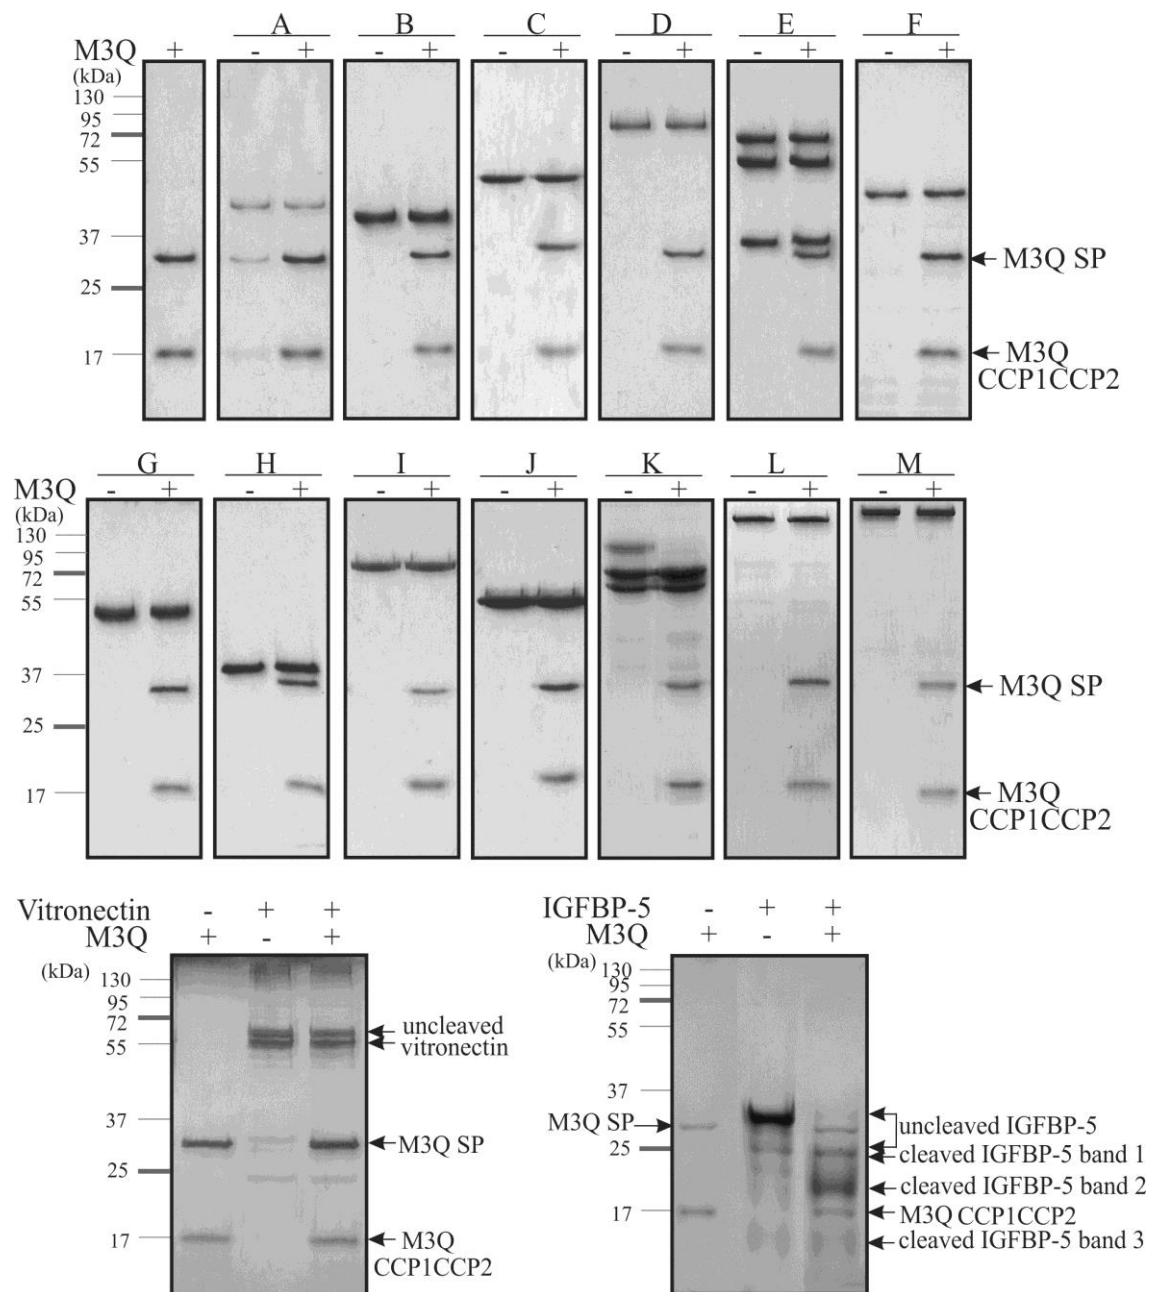 A B C D E F
M3Q + - + - + - + - + - + - +
(kDa)
130
95
72
55
37
25
17
M3Q SP
M3Q
CCP1CCP2
G H I J K L M
M3Q - + - + - + - + - + - + - +
(kDa)
130
95
72
55
37
25
17
M3Q SP
M3Q
CCP1CCP2
Vitronectin - + +
M3Q + - +
(kDa)
130
95
72
55
37
25
17
uncleaved
vitronectin
M3Q SP
M3Q
CCP1CCP2
IGFBP-5 - + +
M3Q + - +
(kDa)
130
95
72
55
37
25
17
M3Q SP
uncleaved IGFBP-5
cleaved IGFBP-5 band 1
cleaved IGFBP-5 band 2
M3Q CCP1CCP2
cleaved IGFBP-5 band 3